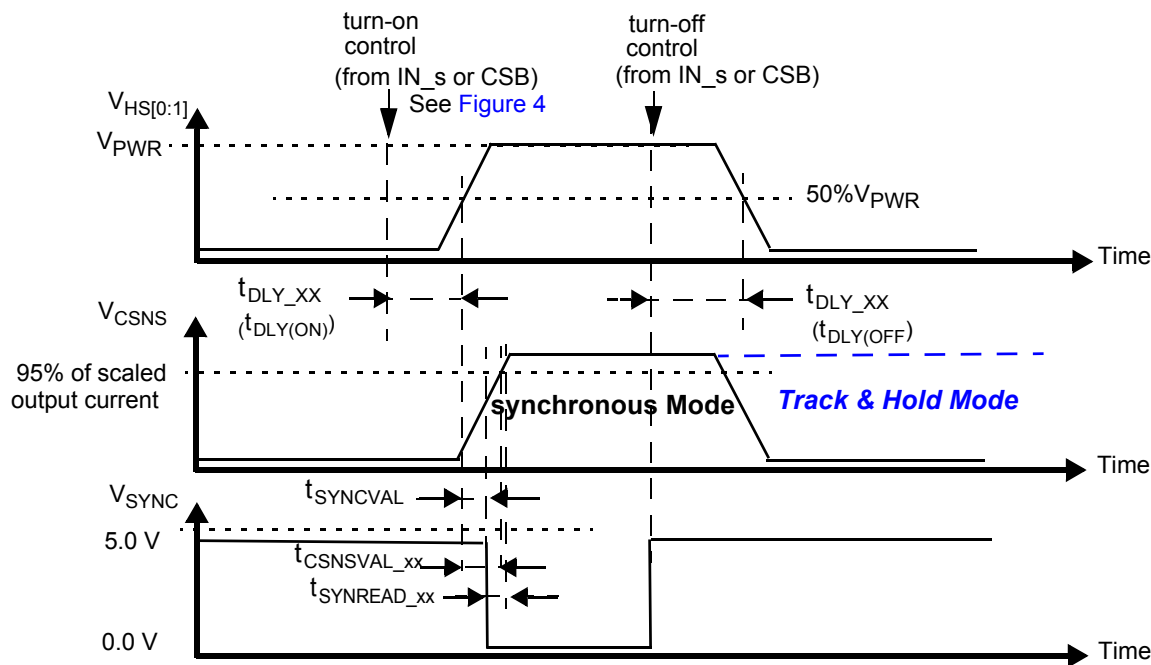 turn-on
control
(from IN_s or CSB)
See Figure 4
turn-off
control
(from IN_s or CSB)
VHS[0:1]
VPWR
50%VPWR
Time
tDLY_XX
(tDLY(ON))
tDLY_XX
(tDLY(OFF)
VCSNS
95% of scaled
output current
synchronous Mode
Track & Hold Mode
Time
VSYNC
tSYNCVAL
5.0 V
tCSNSVAL_xx
tSYNREAD_xx
0.0 V
Time